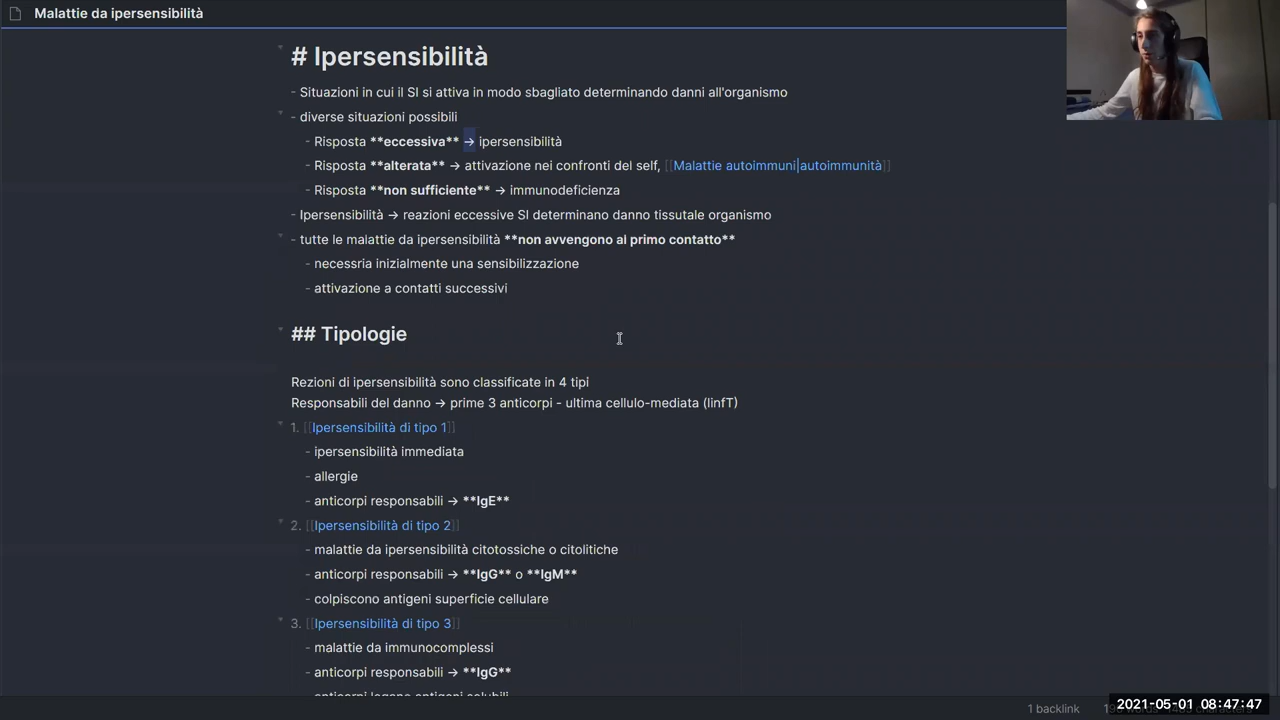 Malattie da ipersensibilità
# Ipersensibilità
- Situazioni in cui il SI si attiva in modo sbagliato determinando danni all'organismo
- diverse situazioni possibili
- Risposta **eccessiva** → ipersensibilità
- Risposta **alterata** → attivazione nei confronti del self, [[Malattie autoimmuni|autoimmunità]]
- Risposta **non sufficiente** → immunodeficienza
- Ipersensibilità → reazioni eccessive SI determinano danno tissutale organismo
- tutte le malattie da ipersensibilità **non avvengono al primo contatto**
- necessria inizialmente una sensibilizzazione
- attivazione a contatti successivi
## Tipologie
Rezioni di ipersensibilità sono classificate in 4 tipi
Responsabili del danno → prime 3 anticorpi - ultima cellulo-mediata (linfT)
1. [[Ipersensibilità di tipo 1]]
- ipersensibilità immediata
- allergie
- anticorpi responsabili → **IgE**
2. [[Ipersensibilità di tipo 2]]
- malattie da ipersensibilità citotossiche o citolitiche
- anticorpi responsabili → **IgG** o **IgM**
- colpiscono antigeni superficie cellulare
3. [[Ipersensibilità di tipo 3]]
- malattie da immunocomplessi
- anticorpi responsabili → **IgG**
- anticorpi legano antigeni solubili
1 backlink
2021-05-01 08:47:47